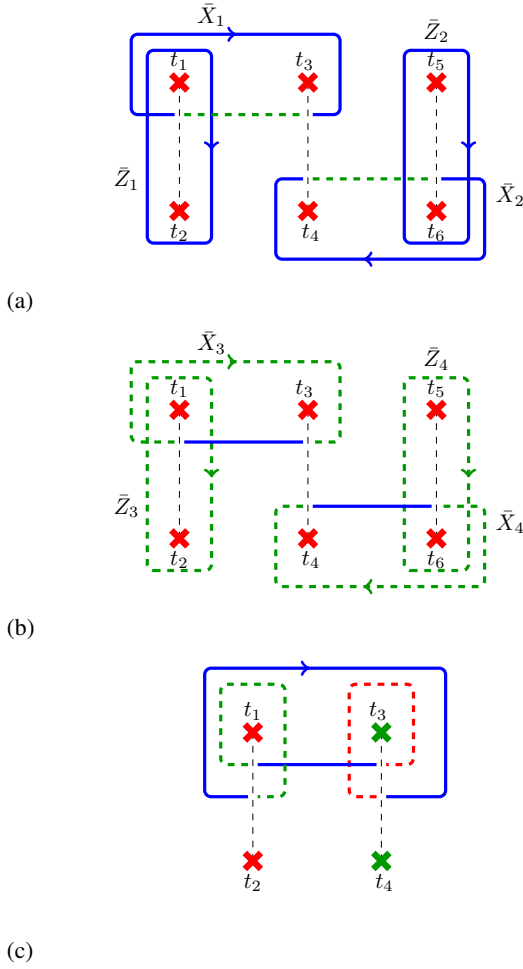 X̄₁
Z̄₂
t₁ t₃ t₅
Z̄₁
X̄₂
t₂ t₄ t₆
(a)
X̄₃
Z̄₄
t₁ t₃ t₅
Z̄₃
X̄₄
t₂ t₄ t₆
(b)
t₁ t₃
t₂ t₄
(c)